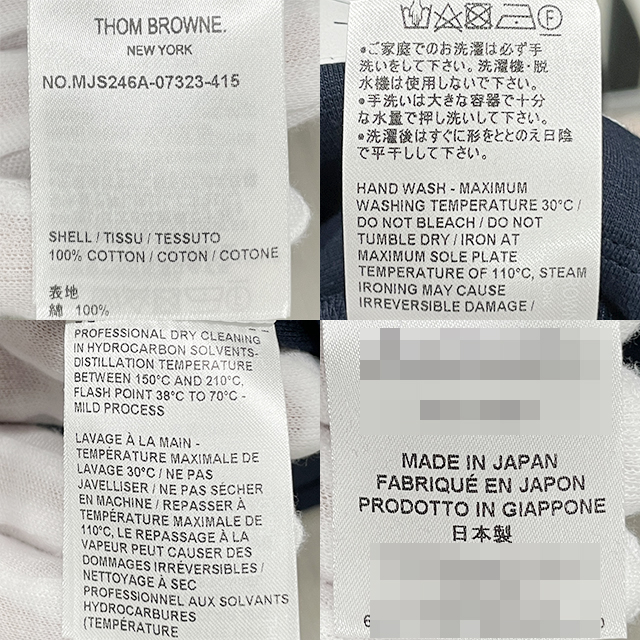 THOM BROWNE.
NEW YORK
NO.MJS246A-07323-415
SHELL / TISSU / TESSUTO
100% COTTON / COTON / COTONE
表地
綿 100%
●ご家庭でのお洗濯は必ず手
洗いをして下さい。洗濯機・脱
水機は使用しないで下さい。
●手洗いは大きな容器で十分
な水量で押し洗いして下さい。
●洗濯後はすぐに形をととのえ日陰
で平干しして下さい。
HAND WASH - MAXIMUM
WASHING TEMPERATURE 30°C /
DO NOT BLEACH / DO NOT
TUMBLE DRY / IRON AT
MAXIMUM SOLE PLATE
TEMPERATURE OF 110°C, STEAM
IRONING MAY CAUSE
IRREVERSIBLE DAMAGE /
PROFESSIONAL DRY CLEANING
IN HYDROCARBON SOLVENTS-
DISTILLATION TEMPERATURE
BETWEEN 150°C AND 210°C,
FLASH POINT 38°C TO 70°C -
MILD PROCESS
LAVAGE À LA MAIN -
TEMPÉRATURE MAXIMALE DE
LAVAGE 30°C / NE PAS
JAVELLISER / NE PAS SÉCHER
EN MACHINE / REPASSER À
TEMPÉRATURE MAXIMALE DE
110°C, LE REPASSAGE À LA
VAPEUR PEUT CAUSER DES
DOMMAGES IRRÉVERSIBLES /
NETTOYAGE À SEC
PROFESSIONNEL AUX SOLVANTS
HYDROCARBURES
(TEMPÉRATURE
MADE IN JAPAN
FABRIQUÉ EN JAPON
PRODOTTO IN GIAPPONE
日本製